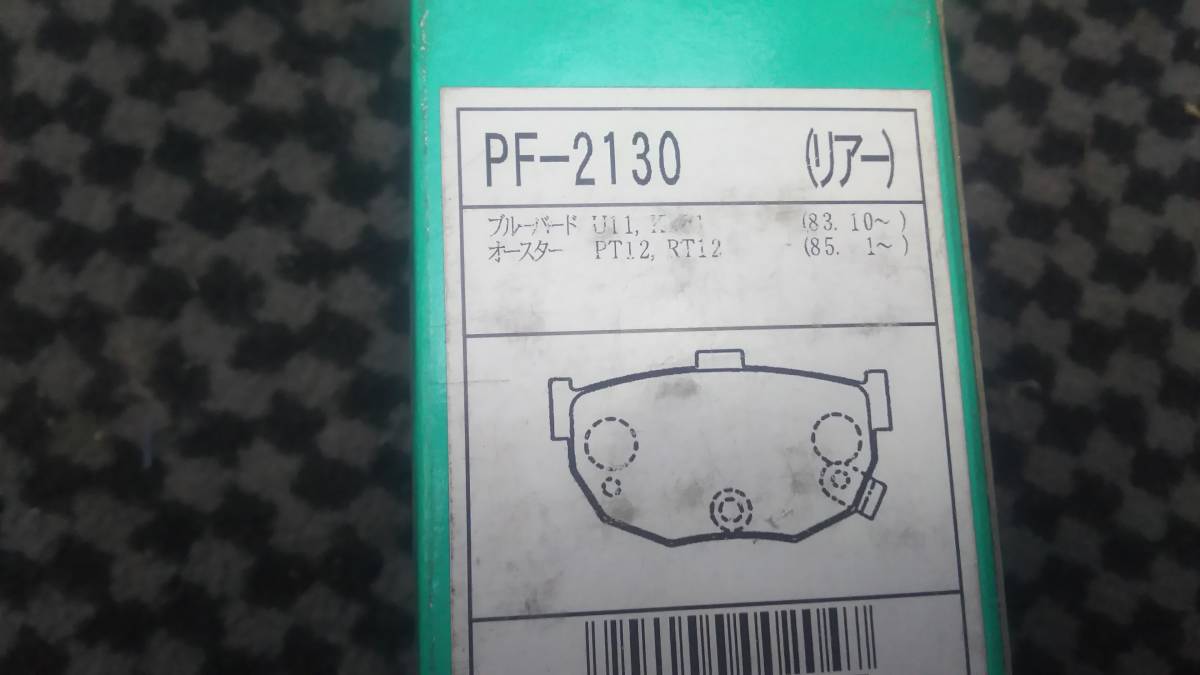 PF-2130 (リアー)
ブルーバード U11, (83. 10~ )
オースター PT12, RT12 (85. 1~ )